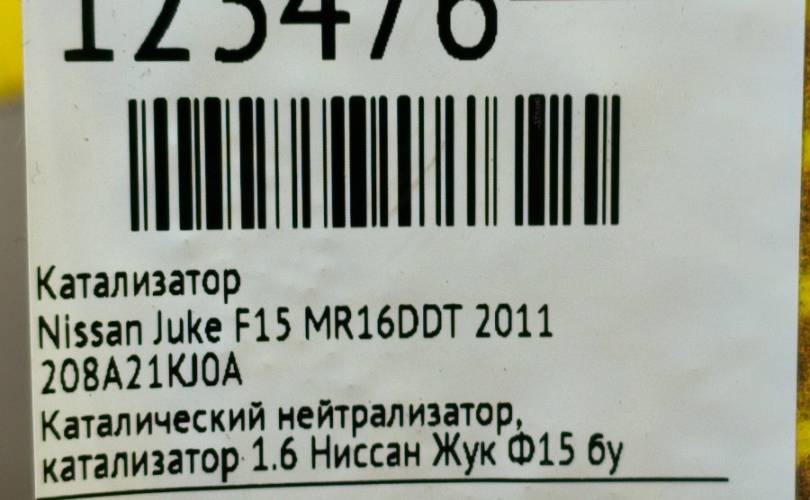 123476
Катализатор
Nissan Juke F15 MR16DDT 2011
208A21KJ0A
Каталический нейтрализатор,
катализатор 1.6 Ниссан Жук Ф15 бу